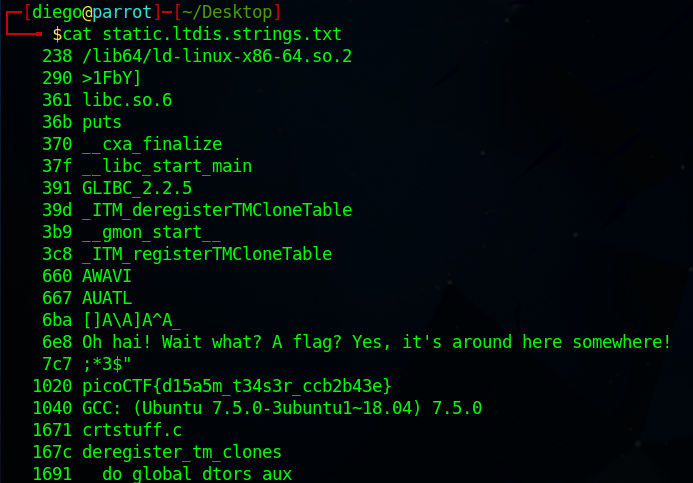 ┌─[diego@parrot]─[~/Desktop]
└──╼ $cat static.ltdis.strings.txt
238 /lib64/ld-linux-x86-64.so.2
290 >1FbY]
361 libc.so.6
36b puts
370 __cxa_finalize
37f __libc_start_main
391 GLIBC_2.2.5
39d _ITM_deregisterTMCloneTable
3b9 __gmon_start__
3c8 _ITM_registerTMCloneTable
660 AWAVI
667 AUATL
6ba []A\A]A^A_
6e8 Oh hai! Wait what? A flag? Yes, it's around here somewhere!
7c7 ;*3$"
1020 picoCTF{d15a5m_t34s3r_ccb2b43e}
1040 GCC: (Ubuntu 7.5.0-3ubuntu1~18.04) 7.5.0
1671 crtstuff.c
167c deregister_tm_clones
1691 __do_global_dtors_aux